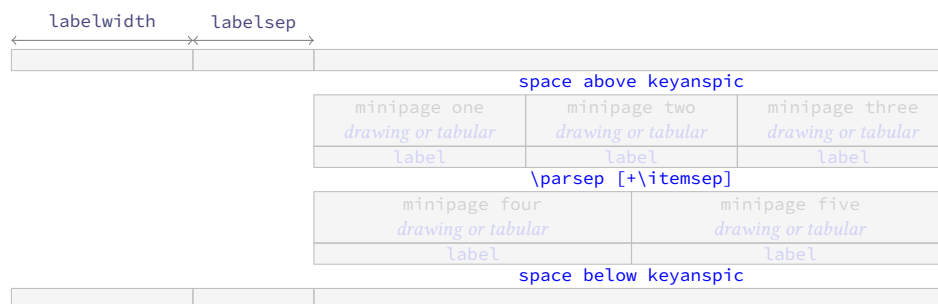 labelwidth labelsep
space above keyanspic
minipage one minipage two minipage three
drawing or tabular drawing or tabular drawing or tabular
label label label
\parsep [+\itemsep]
minipage four minipage five
drawing or tabular drawing or tabular
label label
space below keyanspic